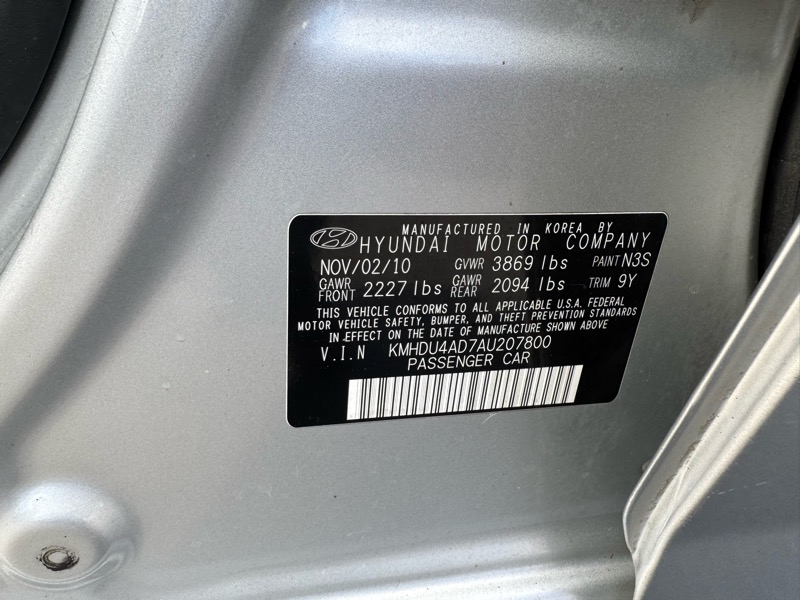 MANUFACTURED IN KOREA BY
HYUNDAI MOTOR COMPANY
NOV/02/10 GVWR 3869 lbs PAINT N3S
GAWR FRONT 2227 lbs GAWR REAR 2094 lbs TRIM 9Y
THIS VEHICLE CONFORMS TO ALL APPLICABLE U.S.A. FEDERAL
MOTOR VEHICLE SAFETY, BUMPER, AND THEFT PREVENTION STANDARDS
IN EFFECT ON THE DATE OF MANUFACTURE SHOWN ABOVE
V.I.N KMHDU4AD7AU207800
PASSENGER CAR